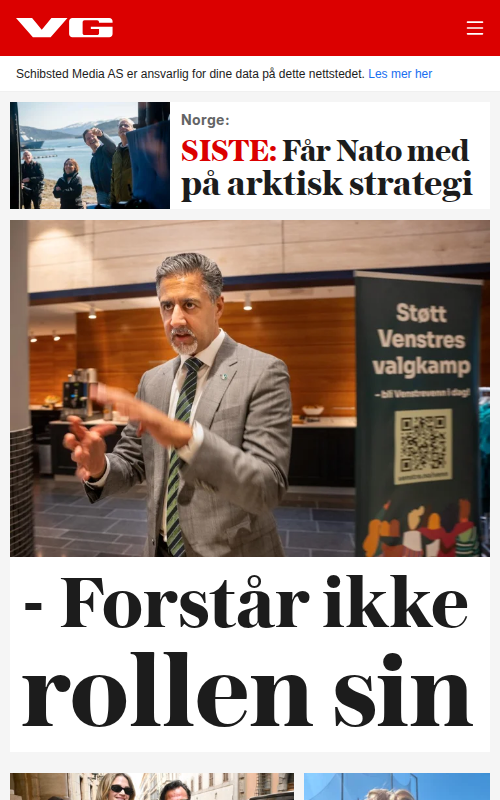 VG
Schibsted Media AS er ansvarlig for dine data på dette nettstedet. Les mer her
Norge:
SISTE: Får Nato med
på arktisk strategi
Støtt
Venstres
valgkamp
- bli Venstrevenn i dag!
- Forstår ikke
rollen sin